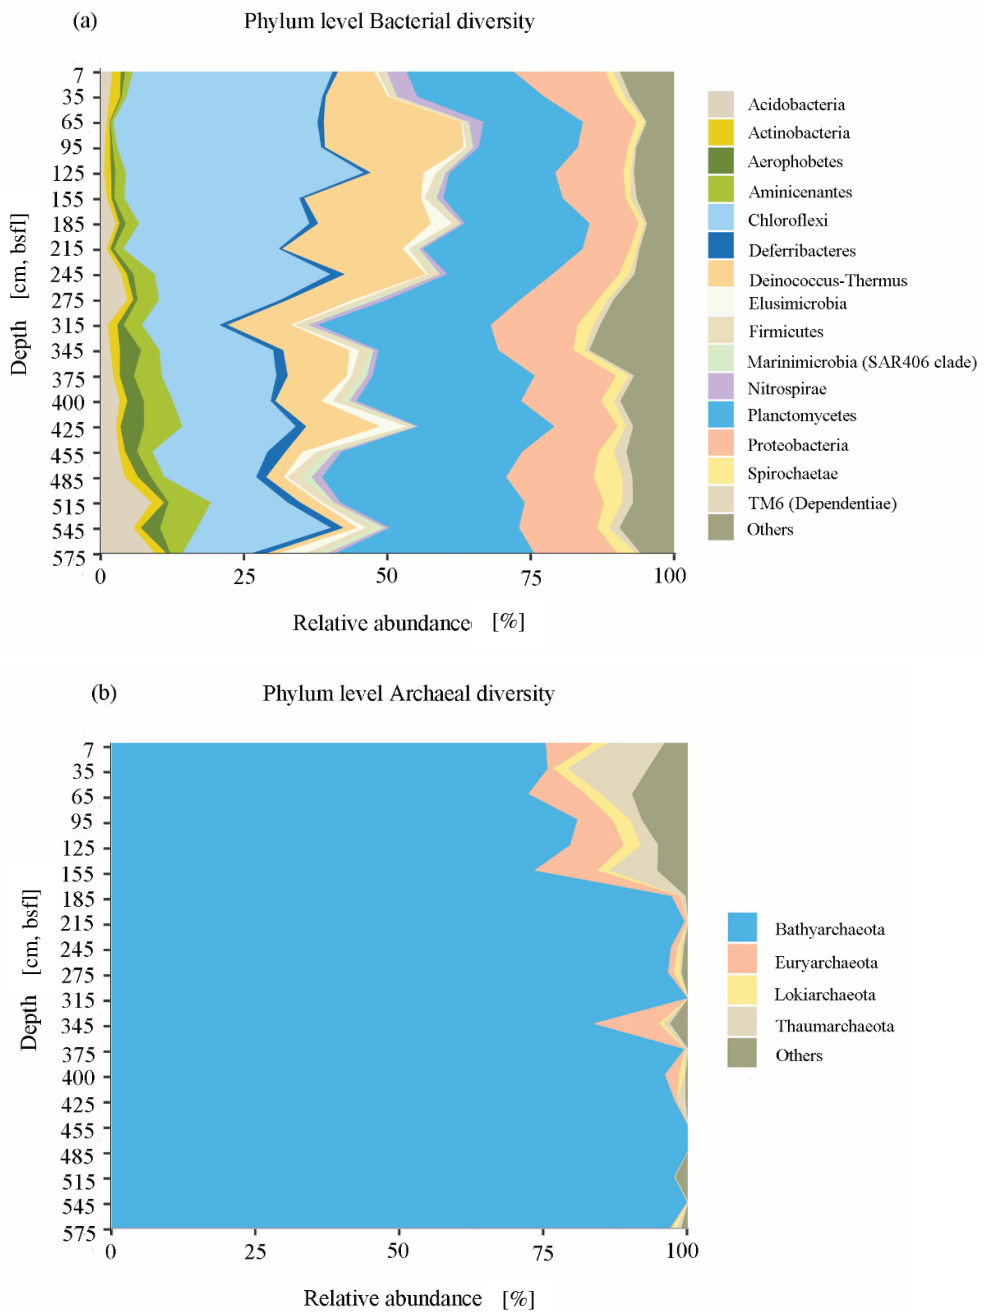 (a) Phylum level Bacterial diversity
7
35
65
95
125
155
185
215
245
275
315
345
375
400
425
455
485
515
545
575
Depth [cm, bsfl]
0 25 50 75 100
Relative abundance [%]
Acidobacteria
Actinobacteria
Aerophobetes
Aminicenantes
Chloroflexi
Deferribacteres
Deinococcus-Thermus
Elusimicrobia
Firmicutes
Marinimicrobia (SAR406 clade)
Nitrospirae
Planctomycetes
Proteobacteria
Spirochaetae
TM6 (Dependentiae)
Others
(b) Phylum level Archaeal diversity
7
35
65
95
125
155
185
215
245
275
315
345
375
400
425
455
485
515
545
575
Depth [cm, bsfl]
0 25 50 75 100
Relative abundance [%]
Bathyarchaeota
Euryarchaeota
Lokiarchaeota
Thaumarchaeota
Others